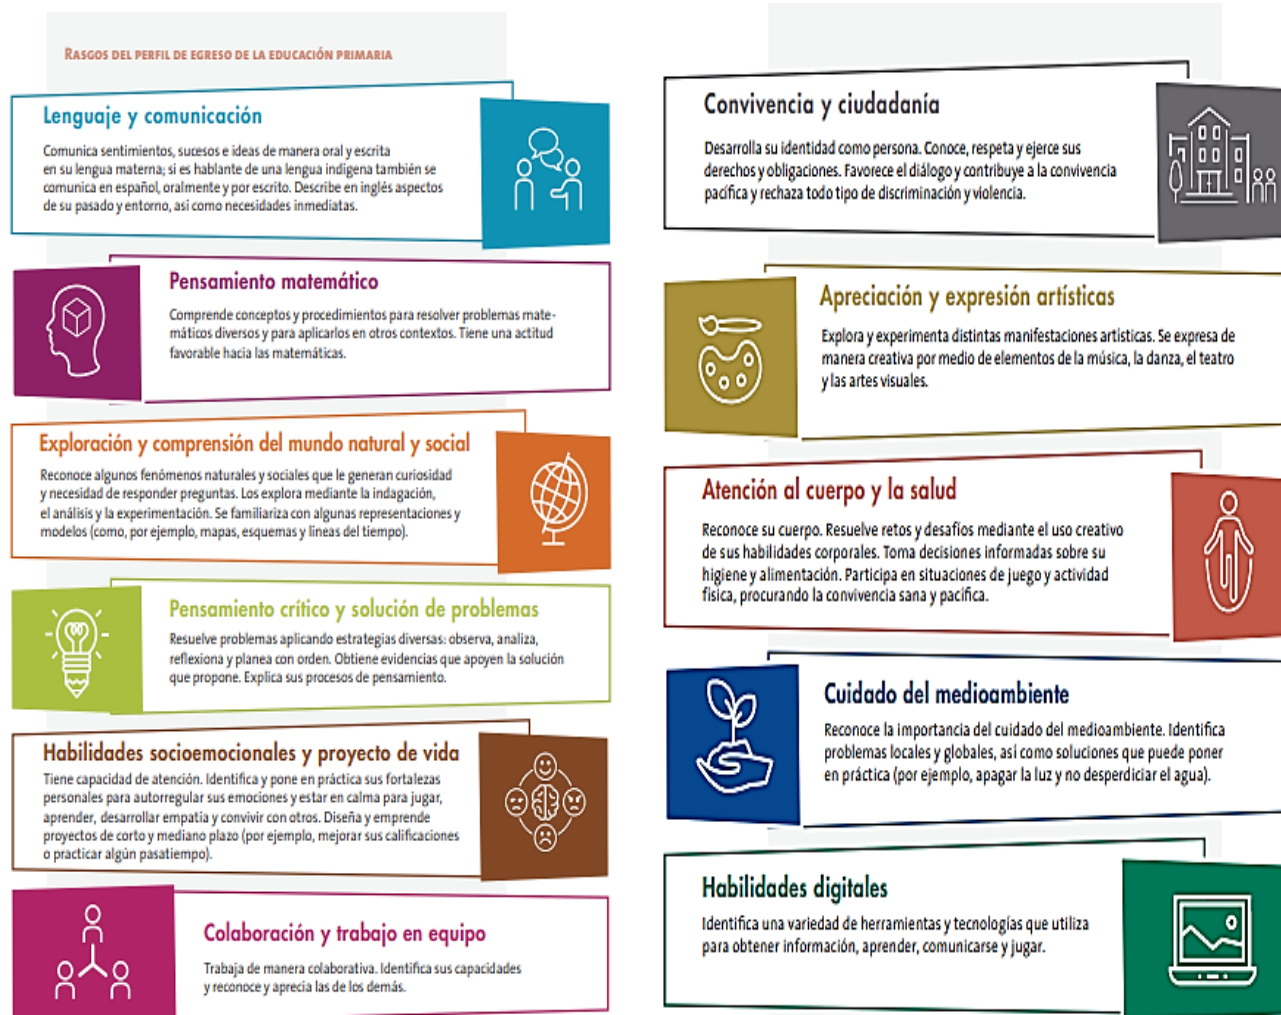 RASGOS DEL PERFIL DE EGRESO DE LA EDUCACIÓN PRIMARIA
Lenguaje y comunicación
Comunica sentimientos, sucesos e ideas de manera oral y escrita
en su lengua materna; si es hablante de una lengua indígena también se
comunica en español, oralmente y por escrito. Describe en inglés aspectos
de su pasado y entorno, así como necesidades inmediatas.
Pensamiento matemático
Comprende conceptos y procedimientos para resolver problemas mate-
máticos diversos y para aplicarlos en otros contextos. Tiene una actitud
favorable hacia las matemáticas.
Exploración y comprensión del mundo natural y social
Reconoce algunos fenómenos naturales y sociales que le generan curiosidad
y necesidad de responder preguntas. Los explora mediante la indagación,
el análisis y la experimentación. Se familiariza con algunas representaciones y
modelos (como, por ejemplo, mapas, esquemas y líneas del tiempo).
Pensamiento crítico y solución de problemas
Resuelve problemas aplicando estrategias diversas: observa, analiza,
reflexiona y planea con orden. Obtiene evidencias que apoyen la solución
que propone. Explica sus procesos de pensamiento.
Habilidades socioemocionales y proyecto de vida
Tiene capacidad de atención. Identifica y pone en práctica sus fortalezas
personales para autorregular sus emociones y estar en calma para jugar,
aprender, desarrollar empatía y convivir con otros. Diseña y emprende
proyectos de corto y mediano plazo (por ejemplo, mejorar sus calificaciones
o practicar algún pasatiempo).
Colaboración y trabajo en equipo
Trabaja de manera colaborativa. Identifica sus capacidades
y reconoce y aprecia las de los demás.
Convivencia y ciudadanía
Desarrolla su identidad como persona. Conoce, respeta y ejerce sus
derechos y obligaciones. Favorece el diálogo y contribuye a la convivencia
pacífica y rechaza todo tipo de discriminación y violencia.
Apreciación y expresión artísticas
Explora y experimenta distintas manifestaciones artísticas. Se expresa de
manera creativa por medio de elementos de la música, la danza, el teatro
y las artes visuales.
Atención al cuerpo y la salud
Reconoce su cuerpo. Resuelve retos y desafíos mediante el uso creativo
de sus habilidades corporales. Toma decisiones informadas sobre su
higiene y alimentación. Participa en situaciones de juego y actividad
física, procurando la convivencia sana y pacífica.
Cuidado del medioambiente
Reconoce la importancia del cuidado del medioambiente. Identifica
problemas locales y globales, así como soluciones que puede poner
en práctica (por ejemplo, apagar la luz y no desperdiciar el agua).
Habilidades digitales
Identifica una variedad de herramientas y tecnologías que utiliza
para obtener información, aprender, comunicarse y jugar.